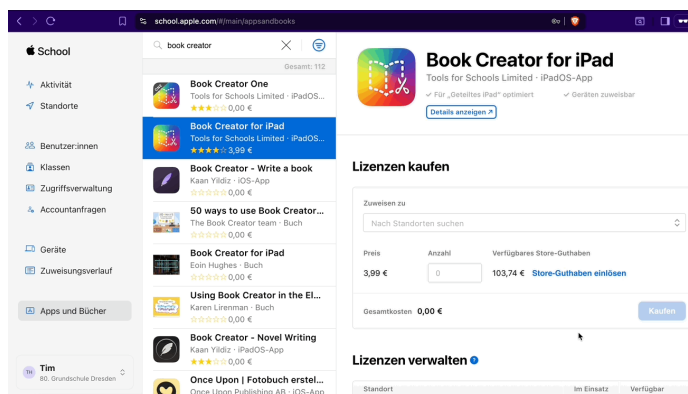 school.apple.com/#/main/appsandbooks
School
Aktivität
Standorte
Benutzer:innen
Klassen
Zugriffsverwaltung
Accountanfragen
Geräte
Zuweisungsverlauf
Apps und Bücher
TH
Tim
80. Grundschule Dresden
book creator
Gesamt: 112
Book Creator One
Tools for Schools Limited · iPadOS...
★★★☆☆ 0,00 €
Book Creator for iPad
Tools for Schools Limited · iPadOS...
★★★★☆ 3,99 €
Book Creator - Write a book
Kaan Yildiz · iOS-App
☆☆☆☆☆ 0,00 €
50 ways to use Book Creator...
The Book Creator team · Buch
☆☆☆☆☆ 0,00 €
Book Creator for iPad
Eoin Hughes · Buch
☆☆☆☆☆ 0,00 €
Using Book Creator in the El...
Karen Lirenman · Buch
☆☆☆☆☆ 0,00 €
Book Creator - Novel Writing
Kaan Yildiz · iPadOS-App
★★★☆☆ 0,00 €
Once Upon | Fotobuch erstel...
Once Upon Publishing AB · iOS-App
Book Creator for iPad
Tools for Schools Limited · iPadOS-App
✓ Für „Geteiltes iPad" optimiert ✓ Geräten zuweisbar
Details anzeigen ↗
Lizenzen kaufen
Zuweisen zu
Nach Standorten suchen
Preis Anzahl Verfügbares Store-Guthaben
3,99 € 0 103,74 € Store-Guthaben einlösen
Gesamtkosten 0,00 € Kaufen
Lizenzen verwalten ?
Standort Im Einsatz Verfügbar